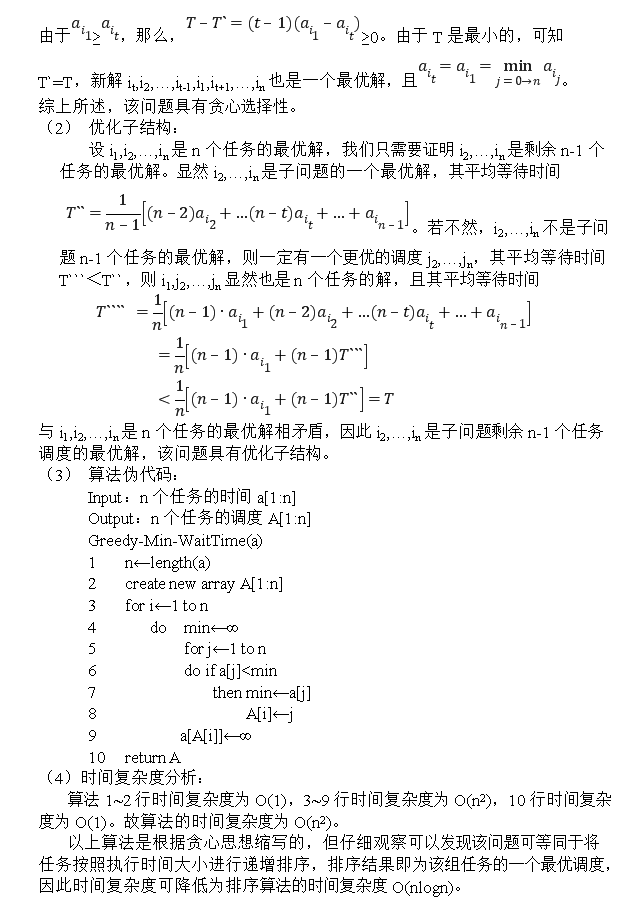 由于a_{i_1}≥a_{i_t}，那么，T − T` = (t − 1)(a_{i_1} − a_{i_t})≥0。由于 T 是最小的，可知
T`=T，新解 i_t,i_2,…,i_{t-1},i_1,i_{t+1},…,i_n 也是一个最优解，且a_{i_t} = a_{i_1} = min_{j = 0→n} a_{i_j}。
综上所述，该问题具有贪心选择性。
（2） 优化子结构：
设 i_1,i_2,…,i_n 是 n 个任务的最优解，我们只需要证明 i_2,…,i_n 是剩余 n-1 个
任务的最优解。显然 i_2,…,i_n 是子问题的一个最优解，其平均等待时间
T`` = \frac{1}{n − 1}[(n − 2)a_{i_2} + …(n − t)a_{i_t} + … + a_{i_{n − 1}}]。若不然，i_2,…,i_n 不是子问
题 n-1 个任务的最优解，则一定有一个更优的调度 j_2,…,j_n，其平均等待时间
T```＜T``，则 i_1,j_2,…,j_n 显然也是 n 个任务的解，且其平均等待时间
T```` = \frac{1}{n}[(n − 1) · a_{i_1} + (n − 2)a_{i_2} + …(n − t)a_{i_t} + … + a_{i_{n − 1}}]
= \frac{1}{n}[(n − 1) · a_{i_1} + (n − 1)T```]
< \frac{1}{n}[(n − 1) · a_{i_1} + (n − 1)T``] = T
与 i_1,i_2,…,i_n 是 n 个任务的最优解相矛盾，因此 i_2,…,i_n 是子问题剩余 n-1 个任务
调度的最优解，该问题具有优化子结构。
（3） 算法伪代码：
Input：n 个任务的时间 a[1:n]
Output：n 个任务的调度 A[1:n]
Greedy-Min-WaitTime(a)
1 n←length(a)
2 create new array A[1:n]
3 for i←1 to n
4 do min←∞
5 for j←1 to n
6 do if a[j]<min
7 then min←a[j]
8 A[i]←j
9 a[A[i]]←∞
10 return A
（4）时间复杂度分析：
算法 1~2 行时间复杂度为 O(1)，3~9 行时间复杂度为 O(n²)，10 行时间复杂
度为 O(1)。故算法的时间复杂度为 O(n²)。
以上算法是根据贪心思想缩写的，但仔细观察可以发现该问题可等同于将
任务按照执行时间大小进行递增排序，排序结果即为该组任务的一个最优调度，
因此时间复杂度可降低为排序算法的时间复杂度 O(nlogn)。